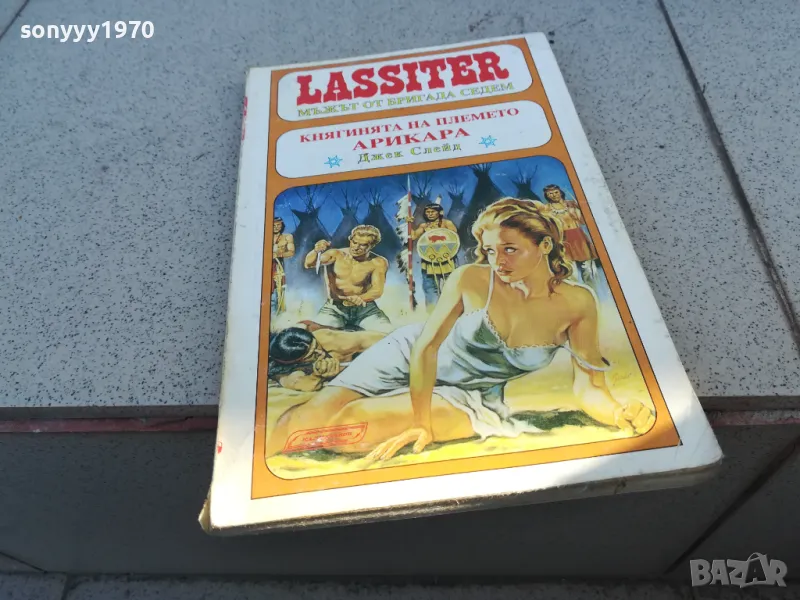 sonyyy1970
LASSITER
МЪЖЪТ ОТ БРИГАДА СЕДЕМ
КНЯГИНЯТА НА ПЛЕМЕТО
АРИКАРА
Джек Слейд
BAZAR